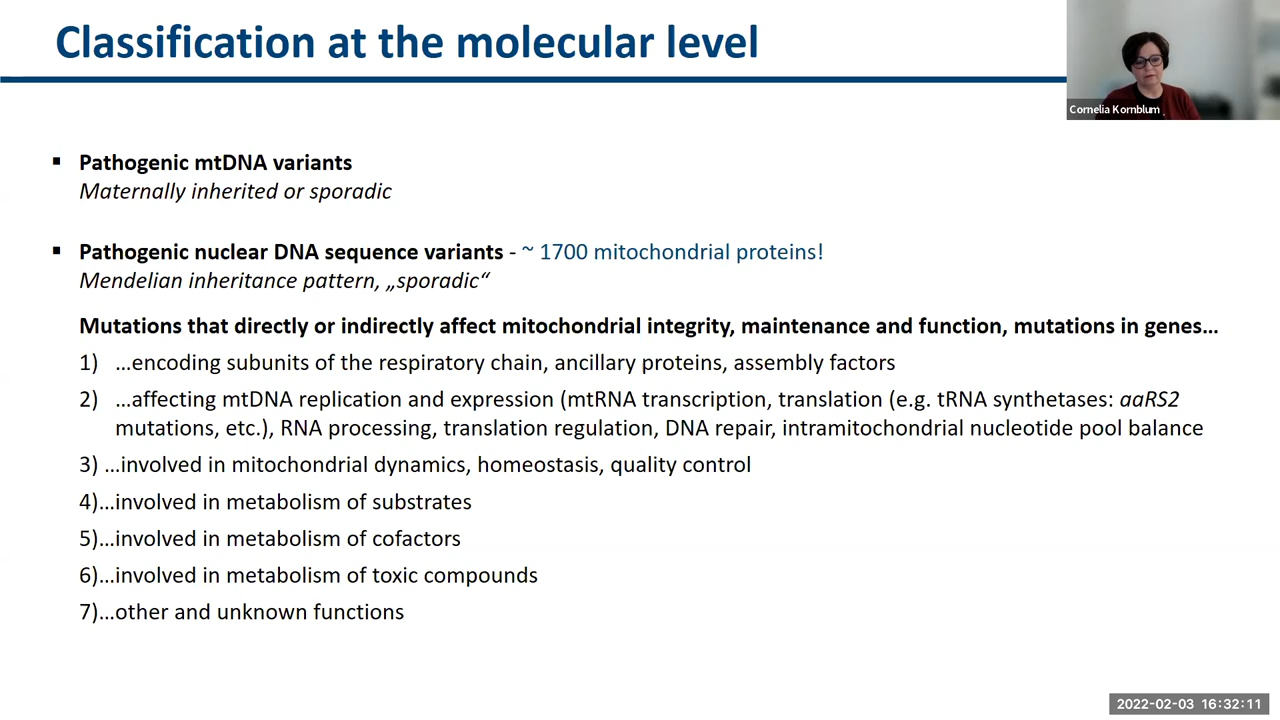 Classification at the molecular level
Cornelia Kornblum
▪ Pathogenic mtDNA variants
Maternally inherited or sporadic
▪ Pathogenic nuclear DNA sequence variants - ~ 1700 mitochondrial proteins!
Mendelian inheritance pattern, „sporadic“
Mutations that directly or indirectly affect mitochondrial integrity, maintenance and function, mutations in genes…
1) …encoding subunits of the respiratory chain, ancillary proteins, assembly factors
2) …affecting mtDNA replication and expression (mtRNA transcription, translation (e.g. tRNA synthetases: aaRS2
mutations, etc.), RNA processing, translation regulation, DNA repair, intramitochondrial nucleotide pool balance
3) …involved in mitochondrial dynamics, homeostasis, quality control
4)…involved in metabolism of substrates
5)…involved in metabolism of cofactors
6)…involved in metabolism of toxic compounds
7)…other and unknown functions
2022-02-03 16:32:11